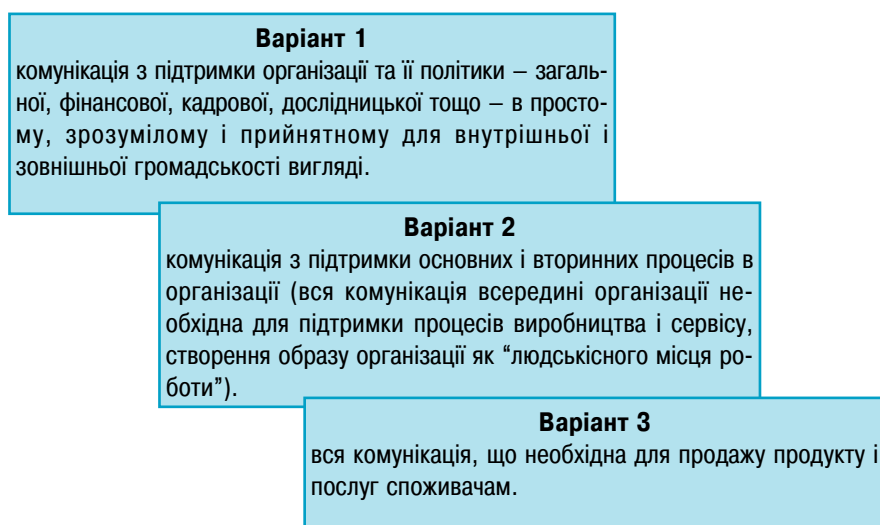 Варіант 1
комунікація з підтримки організації та її політики – загаль-
ної, фінансової, кадрової, дослідницької тощо – в просто-
му, зрозумілому і прийнятному для внутрішньої і
зовнішньої громадськості вигляді.
Варіант 2
комунікація з підтримки основних і вторинних процесів в
організації (вся комунікація всередині організації не-
обхідна для підтримки процесів виробництва і сервісу,
створення образу організації як “людськісного місця ро-
боти”).
Варіант 3
вся комунікація, що необхідна для продажу продукту і
послуг споживачам.